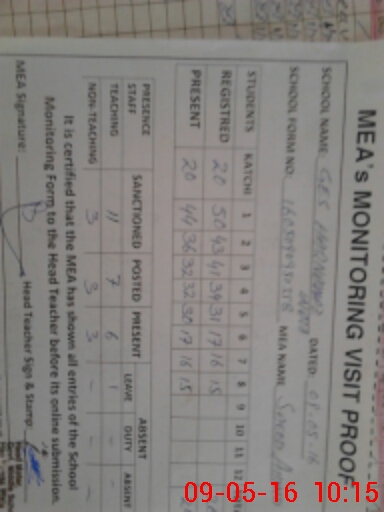 MEA's MONITORING VISIT PROOF
SCHOOL NAME GES DATED: 09.05.16
SCHOOL FORM NO: MEA NAME
STUDENTS KATCHI 1 2 3 4 5 6 7 8 9 10 11 12
REGISTRED 20 50 43 41 39 31 17 16 15
PRESENT 20 44 36 32 32 30 17 16 15
PRESENCE SANCTIONED POSTED PRESENT ABSENT
STAFF LEAVE DUTY ABSENT
TEACHING 11 7 6 1 - -
NON-TEACHING 3 3 3 - - -
It is certified that the MEA has shown all entries of the School
Monitoring Form to the Head Teacher before its online submission.
MEA Signature: Head Teacher Sign & Stamp:
09-05-16 10:15